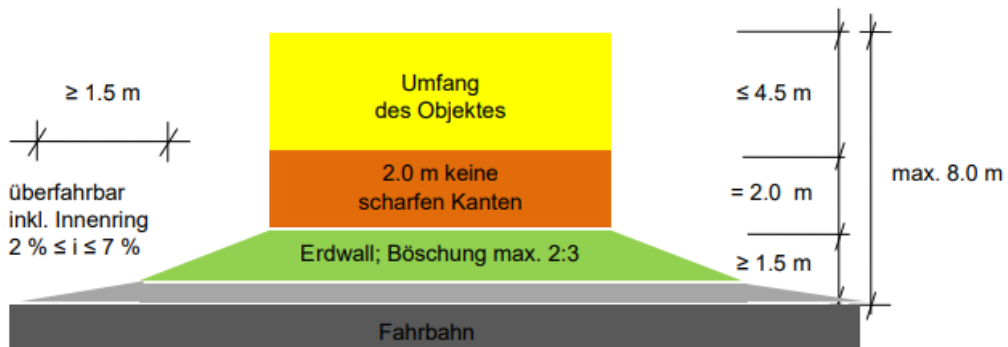 ≥ 1.5 m
überfahrbar
inkl. Innenring
2 % ≤ i ≤ 7 %
Umfang
des Objektes
2.0 m keine
scharfen Kanten
Erdwall; Böschung max. 2:3
Fahrbahn
≤ 4.5 m
= 2.0 m
≥ 1.5 m
max. 8.0 m